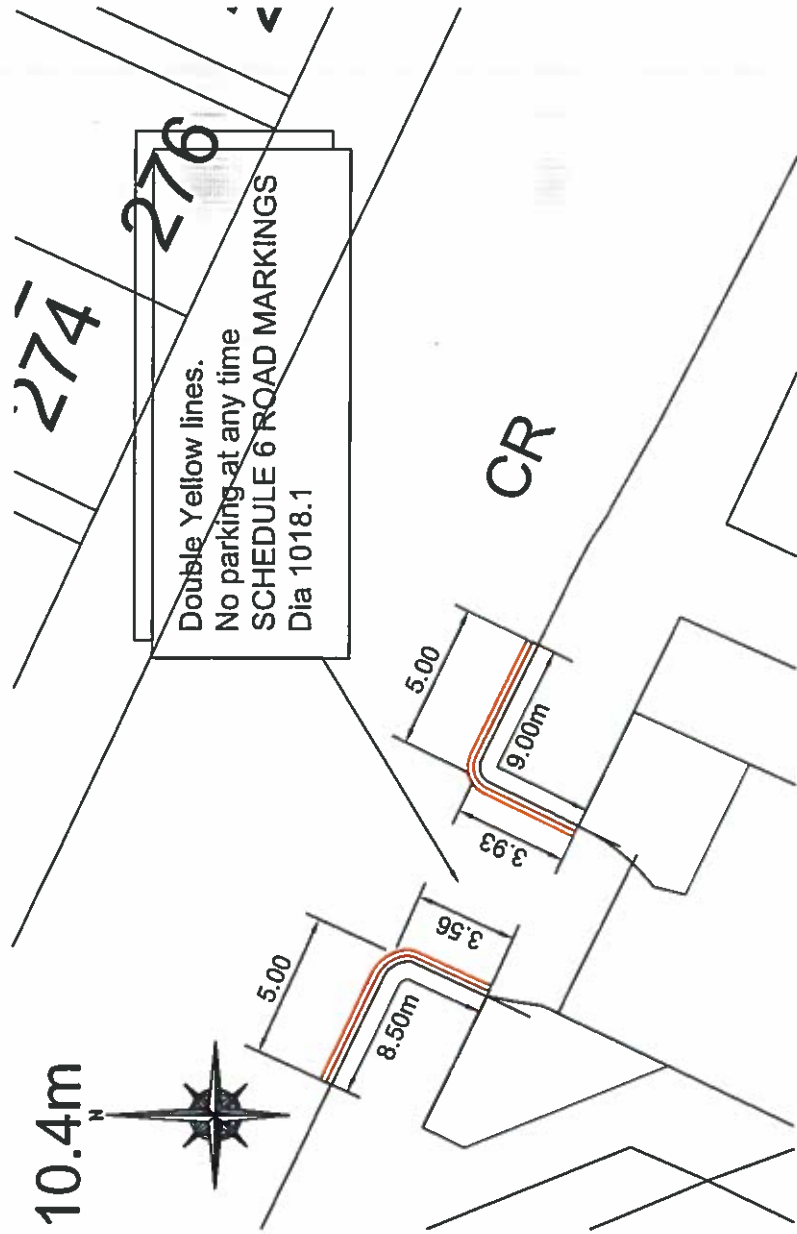 10.4m
N
274
276
Double Yellow lines.
No parking at any time
SCHEDULE 6 ROAD MARKINGS
Dia 1018.1
CR
5.00
9.00m
3.93
5.00
3.56
8.50m